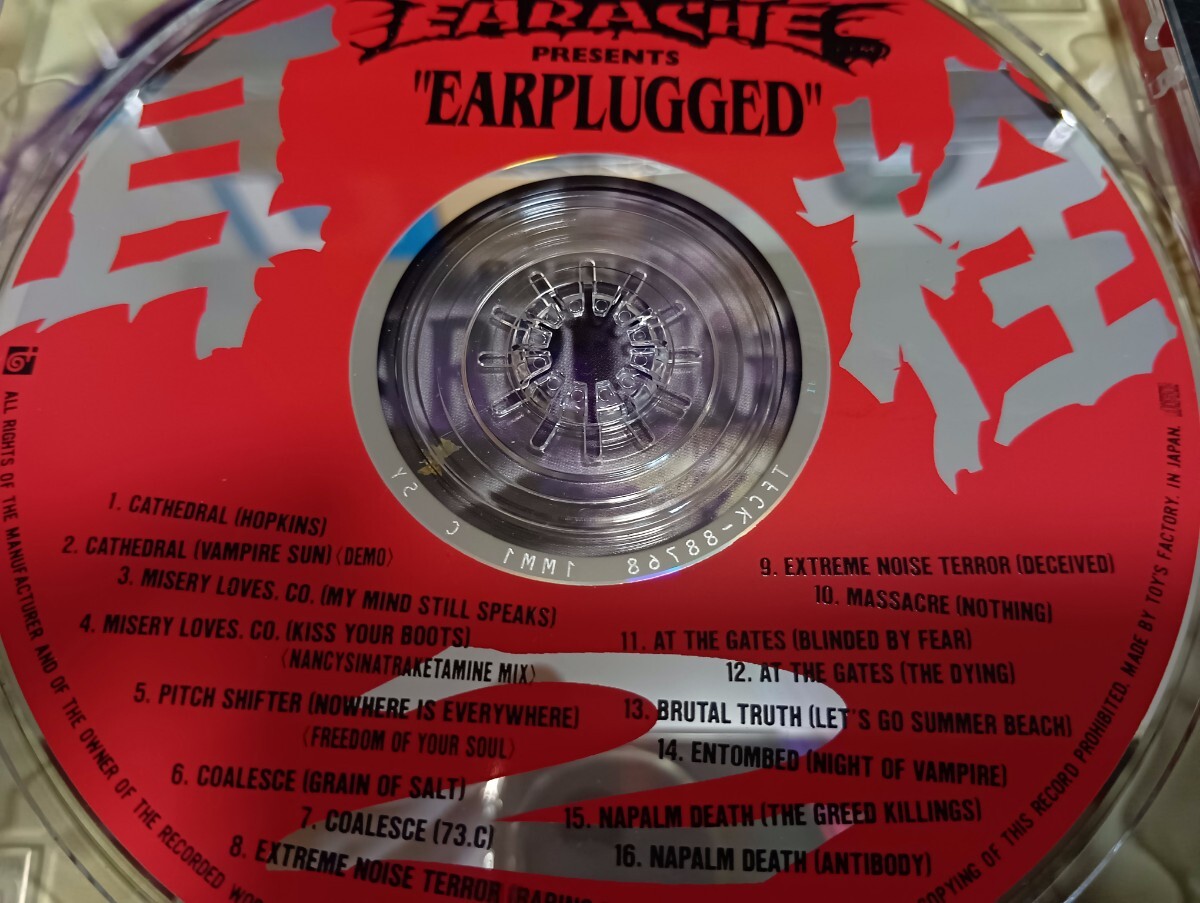 EARACHE
PRESENTS
"EARPLUGGED"
耳
栓
2
1. CATHEDRAL (HOPKINS)
2. CATHEDRAL (VAMPIRE SUN) 〈DEMO〉
3. MISERY LOVES. CO. (MY MIND STILL SPEAKS)
4. MISERY LOVES. CO. (KISS YOUR BOOTS)
〈NANCYSINATRAKETAMINE MIX〉
5. PITCH SHIFTER (NOWHERE IS EVERYWHERE)
〈FREEDOM OF YOUR SOUL〉
6. COALESCE (GRAIN OF SALT)
7. COALESCE (73.C)
8. EXTREME NOISE TERROR (RAPING
9. EXTREME NOISE TERROR (DECEIVED)
10. MASSACRE (NOTHING)
11. AT THE GATES (BLINDED BY FEAR)
12. AT THE GATES (THE DYING)
13. BRUTAL TRUTH (LET'S GO SUMMER BEACH)
14. ENTOMBED (NIGHT OF VAMPIRE)
15. NAPALM DEATH (THE GREED KILLINGS)
16. NAPALM DEATH (ANTIBODY)
ALL RIGHTS OF THE MANUFACTURER AND OF THE OWNER OF THE RECORDED
COPYING OF THIS RECORD PROHIBITED. MADE BY TOY'S FACTORY. IN JAPAN.
TFCK-88768 1MM1 C SY